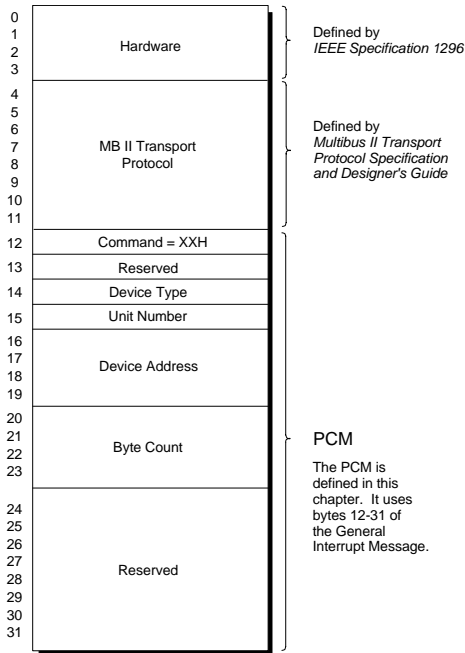 0
1
2
3
Hardware
Defined by
IEEE Specification 1296
4
5
6
7
8
9
10
11
MB II Transport
Protocol
Defined by
Multibus II Transport
Protocol Specification
and Designer's Guide
12
Command = XXH
13
Reserved
14
Device Type
15
Unit Number
16
17
18
19
Device Address
20
21
22
23
Byte Count
24
25
26
27
28
29
30
31
Reserved
PCM
The PCM is
defined in this
chapter. It uses
bytes 12-31 of
the General
Interrupt Message.